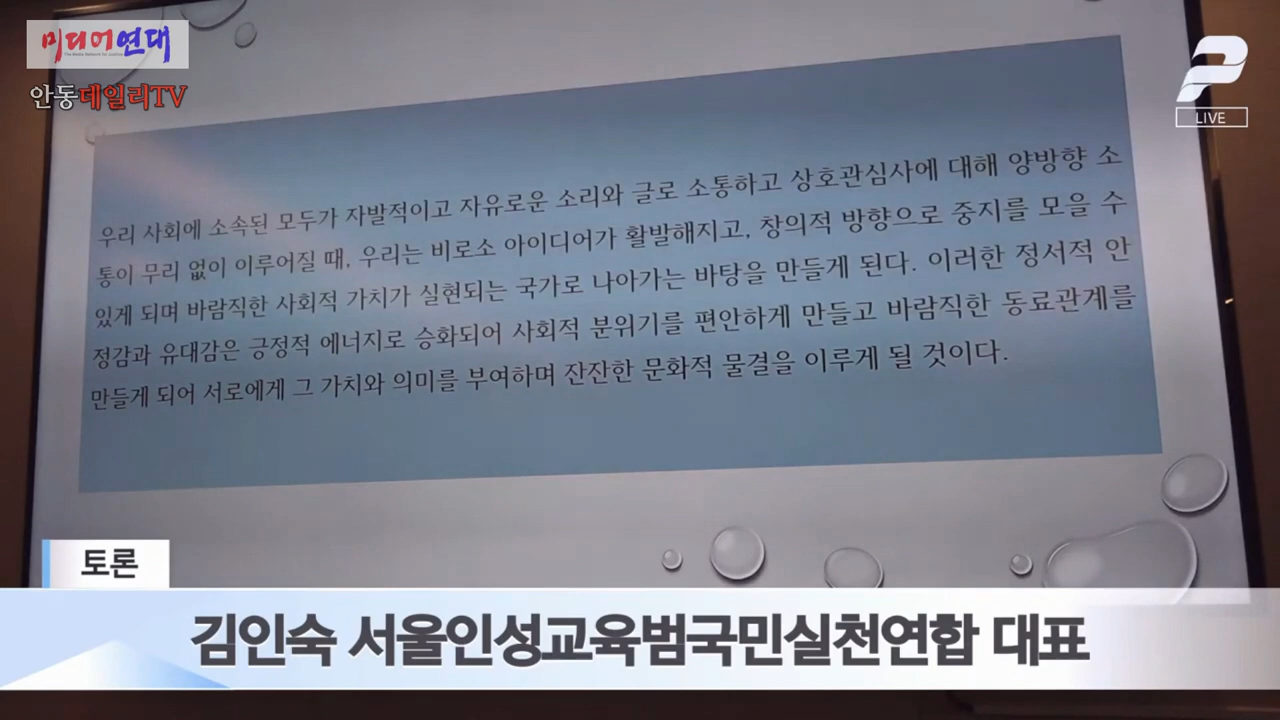 미디어연대
안동데일리TV
LIVE
우리 사회에 소속된 모두가 자발적이고 자유로운 소리와 글로 소통하고 상호관심사에 대해 양방향 소
통이 무리 없이 이루어질 때, 우리는 비로소 아이디어가 활발해지고, 창의적 방향으로 중지를 모을 수
있게 되며 바람직한 사회적 가치가 실현되는 국가로 나아가는 바탕을 만들게 된다. 이러한 정서적 안
정감과 유대감은 긍정적 에너지로 승화되어 사회적 분위기를 편안하게 만들고 바람직한 동료관계를
만들게 되어 서로에게 그 가치와 의미를 부여하며 잔잔한 문화적 물결을 이루게 될 것이다.
토론
김인숙 서울인성교육범국민실천연합 대표